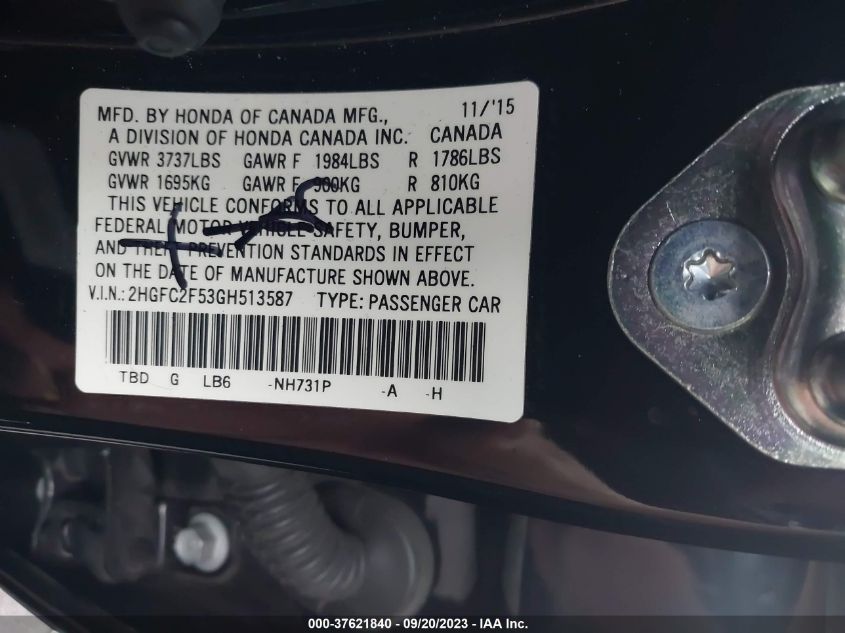 MFD. BY HONDA OF CANADA MFG., 11/'15
A DIVISION OF HONDA CANADA INC. CANADA
GVWR 3737LBS GAWR F 1984LBS R 1786LBS
GVWR 1695KG GAWR F 900KG R 810KG
THIS VEHICLE CONFORMS TO ALL APPLICABLE
FEDERAL MOTOR VEHICLE SAFETY, BUMPER,
AND THEFT PREVENTION STANDARDS IN EFFECT
ON THE DATE OF MANUFACTURE SHOWN ABOVE.
V.I.N.: 2HGFC2F53GH513587 TYPE: PASSENGER CAR
TBD G LB6 -NH731P -A -H
000-37621840 - 09/20/2023 - IAA Inc.